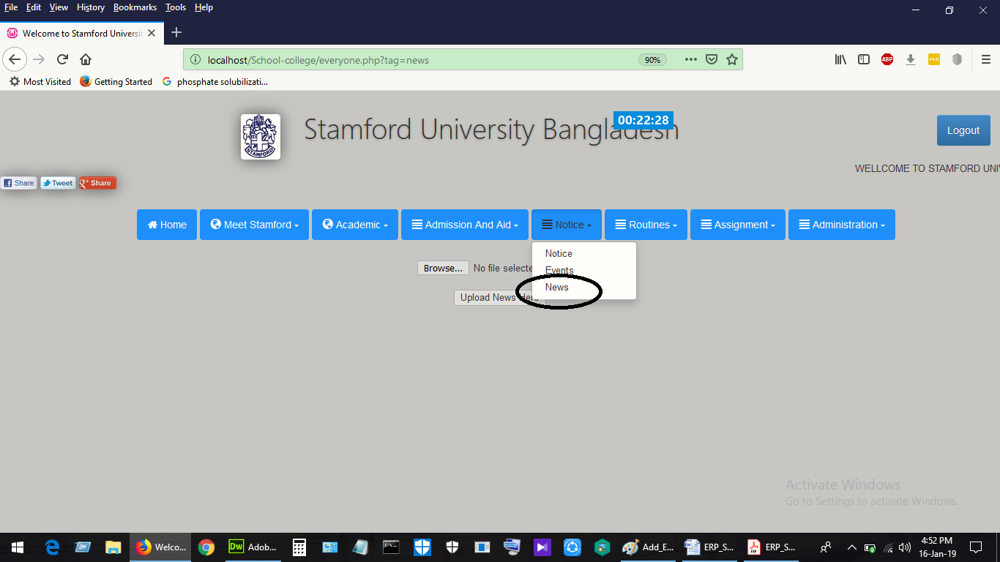 File Edit View History Bookmarks Tools Help
Welcome to Stamford Universit
localhost/School-college/everyone.php?tag=news 90%
ABP
Most Visited Getting Started G phosphate solubilizati...
STAMFORD
Stamford University Bangladesh
00:22:28
Logout
WELLCOME TO STAMFORD UNI
Share Tweet g+ Share
Home Meet Stamford Academic Admission And Aid Notice Routines Assignment Administration
Notice
Browse... No file selecte
Events
News
Upload News Here
Activate Windows
Go to Settings to activate Windows.
Welco... Dw Adob... Add_E... ERP_S... ERP_S...
4:52 PM
16-Jan-19